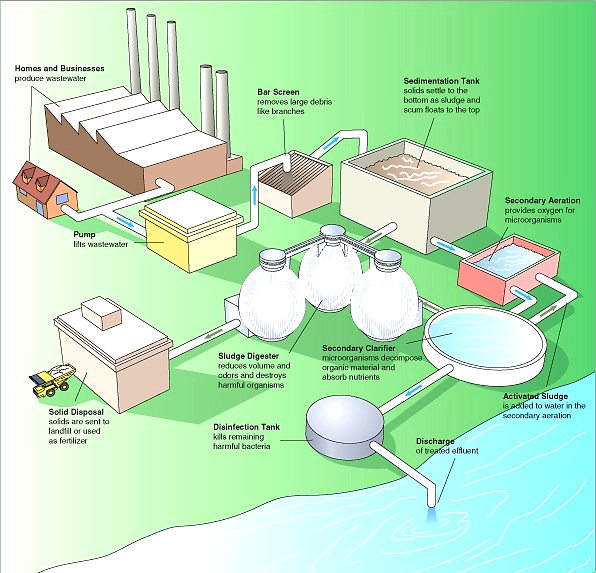 Homes and Businesses
produce wastewater
Bar Screen
removes large debris
like branches
Sedimentation Tank
solids settle to the
bottom as sludge and
scum floats to the top
Secondary Aeration
provides oxygen for
microorganisms
Pump
lifts wastewater
Sludge Digester
reduces volume and
odors and destroys
harmful organisms
Secondary Clarifier
microorganisms decompose
organic material and
absorb nutrients
Activated Sludge
is added to water in the
secondary aeration
Solid Disposal
solids are sent to
landfill or used
as fertilizer
Disinfection Tank
kills remaining
harmful bacteria
Discharge
of treated effluent